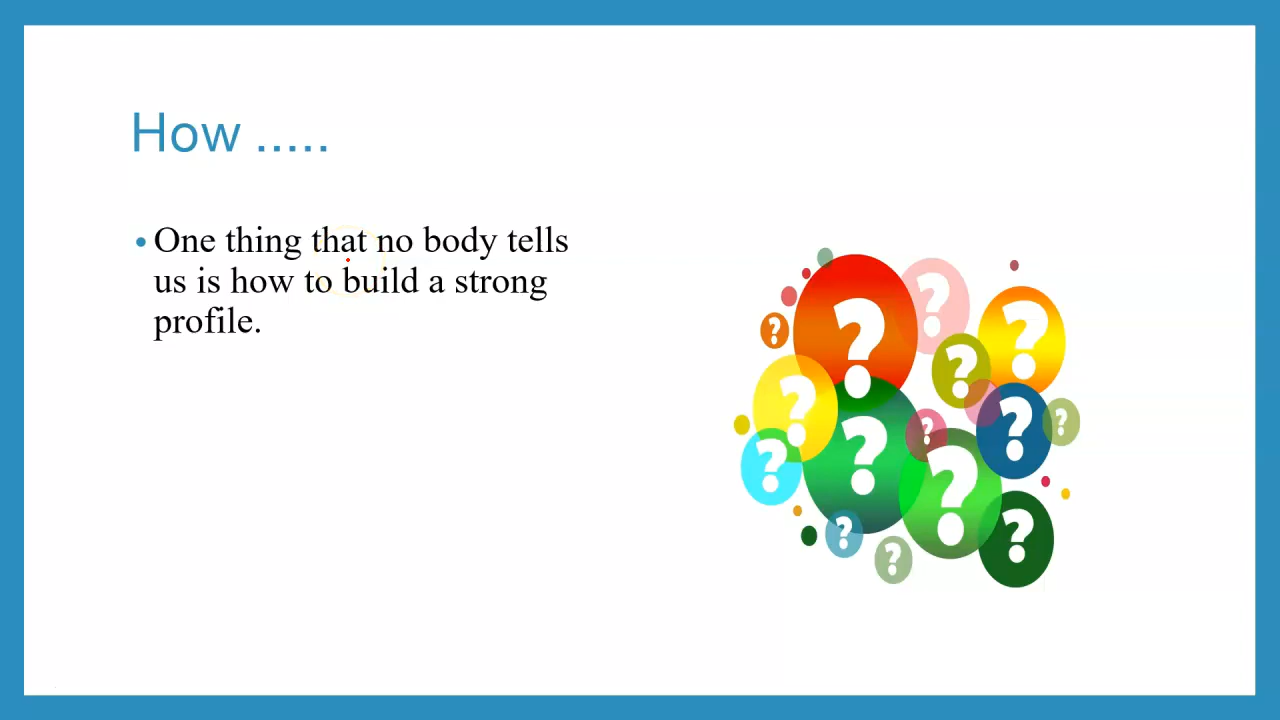 How .....
• One thing that no body tells
us is how to build a strong
profile.
? ? ? ? ? ? ? ? ? ? ? ? ? ? ?